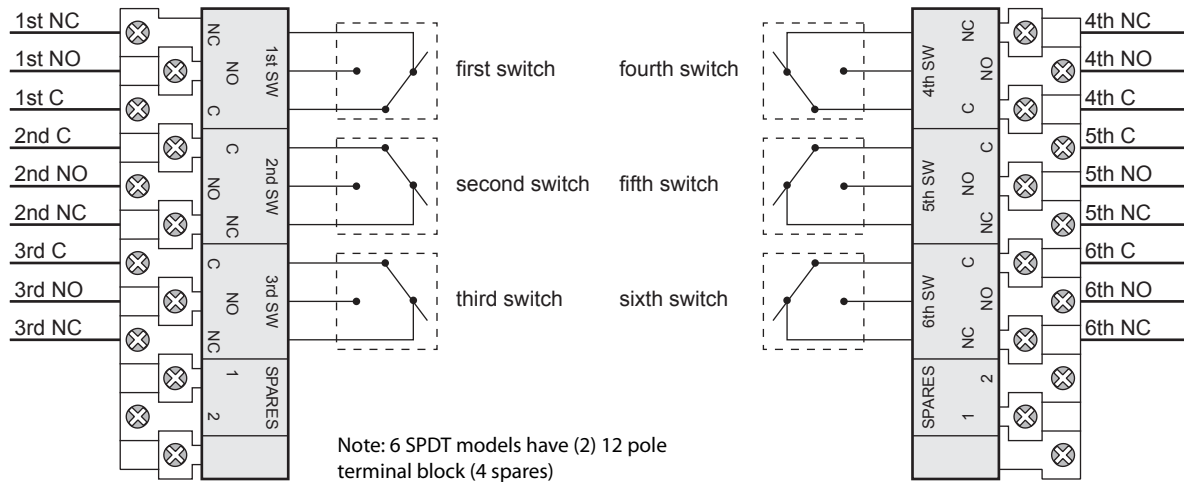 1st NC
1st NO
1st C
2nd C
2nd NO
2nd NC
3rd C
3rd NO
3rd NC
NC
NO
C
1st SW
C
NO
NC
2nd SW
C
NO
NC
3rd SW
1
2
SPARES
first switch
second switch
third switch
fourth switch
fifth switch
sixth switch
4th SW
NC
NO
C
5th SW
C
NO
NC
6th SW
C
NO
NC
SPARES
2
1
4th NC
4th NO
4th C
5th C
5th NO
5th NC
6th C
6th NO
6th NC
Note: 6 SPDT models have (2) 12 pole
terminal block (4 spares)